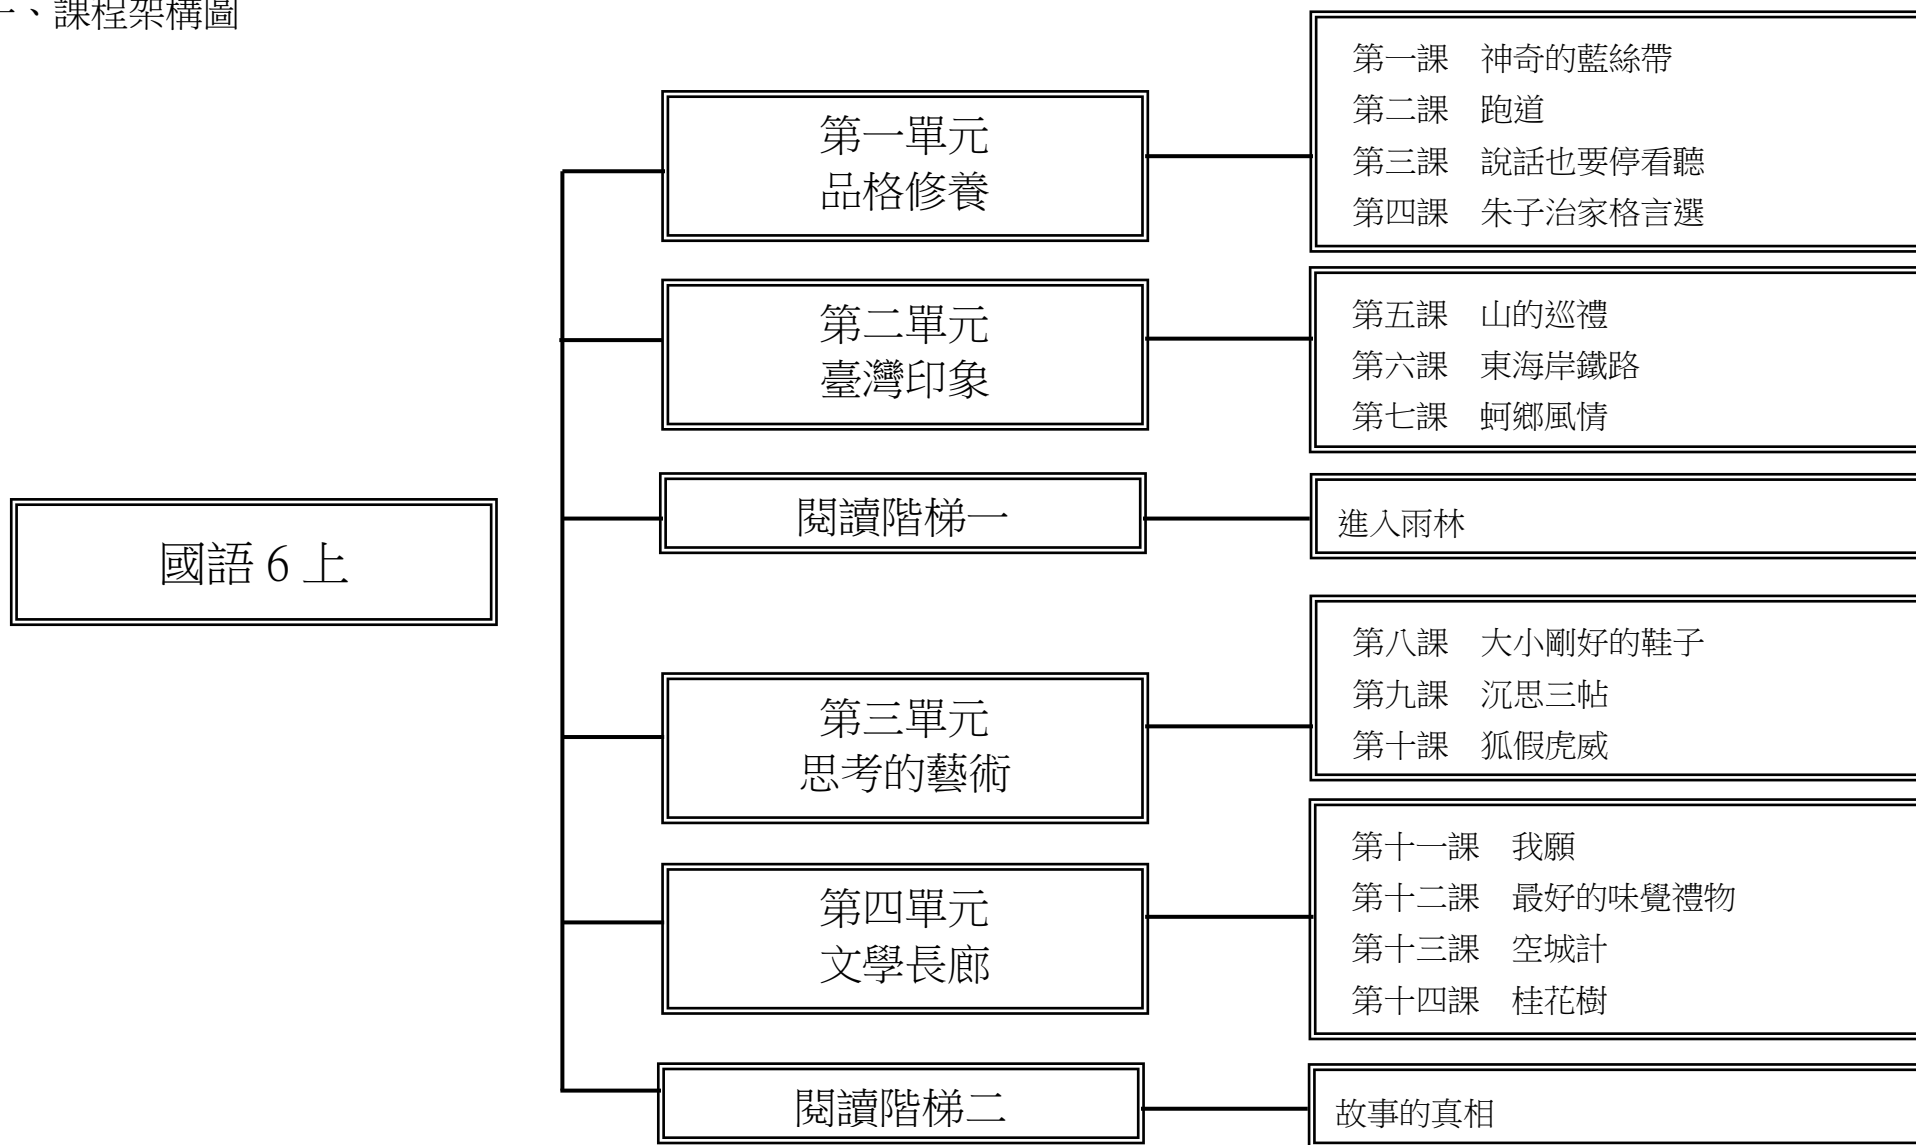 一、課程架構圖
國語 6 上
第一單元
品格修養
第一課　神奇的藍絲帶
第二課　跑道
第三課　說話也要停看聽
第四課　朱子治家格言選
第二單元
臺灣印象
第五課　山的巡禮
第六課　東海岸鐵路
第七課　蚵鄉風情
閱讀階梯一
進入雨林
第三單元
思考的藝術
第八課　大小剛好的鞋子
第九課　沉思三帖
第十課　狐假虎威
第四單元
文學長廊
第十一課　我願
第十二課　最好的味覺禮物
第十三課　空城計
第十四課　桂花樹
閱讀階梯二
故事的真相